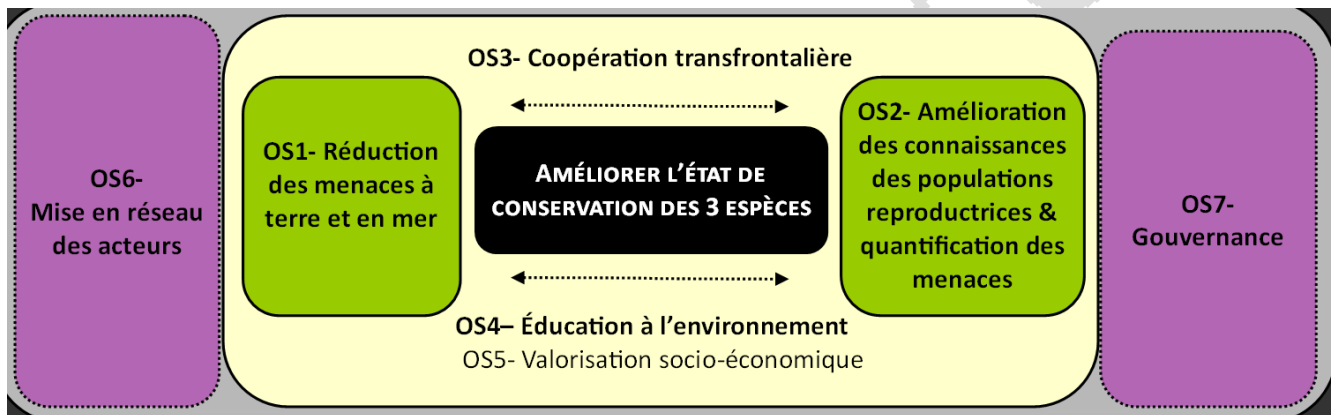 OS3- Coopération transfrontalière
OS6-
Mise en réseau
des acteurs
OS1- Réduction
des menaces à
terre et en mer
AMÉLIORER L'ÉTAT DE
CONSERVATION DES 3 ESPÈCES
OS2- Amélioration
des connaissances
des populations
reproductrices &
quantification des
menaces
OS7-
Gouvernance
OS4– Éducation à l'environnement
OS5- Valorisation socio-économique